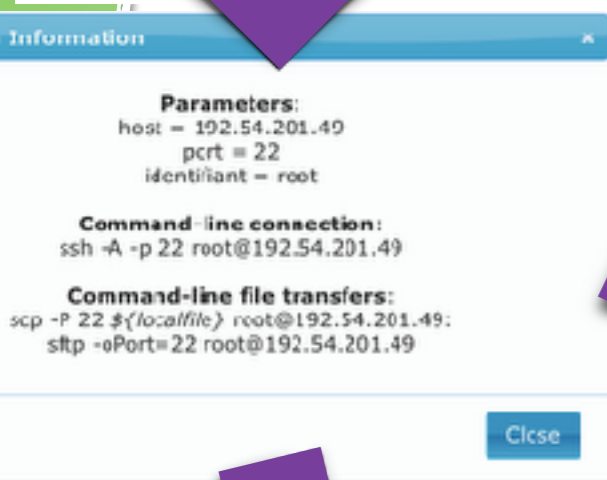 Information
Parameters:
host = 192.54.201.49
port = 22
identifiant = root
Command-line connection:
ssh -A -p 22 root@192.54.201.49
Command-line file transfers:
scp -P 22 ${localfile} root@192.54.201.49:
sftp -oPort=22 root@192.54.201.49
Close